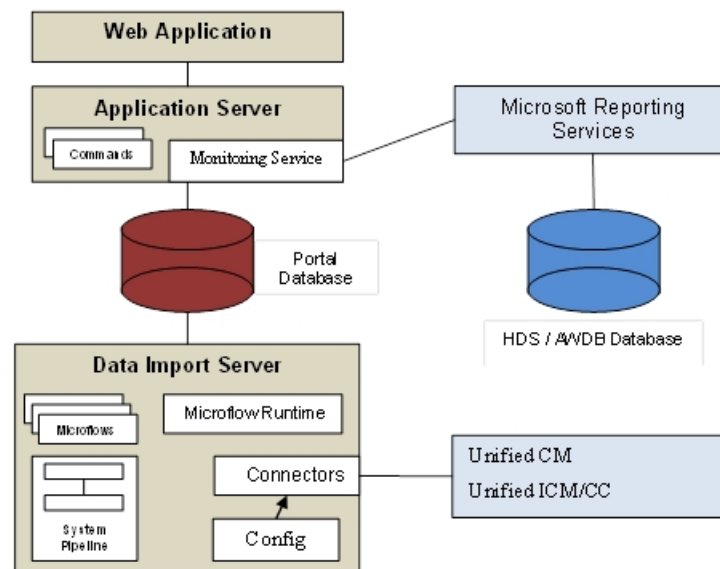 Web Application
Application Server
Commands
Monitoring Service
Microsoft Reporting
Services
Portal
Database
HDS / AWDB Database
Data Import Server
Microflows
Microflow Runtime
System
Pipeline
Connectors
Config
Unified CM
Unified ICM/CC